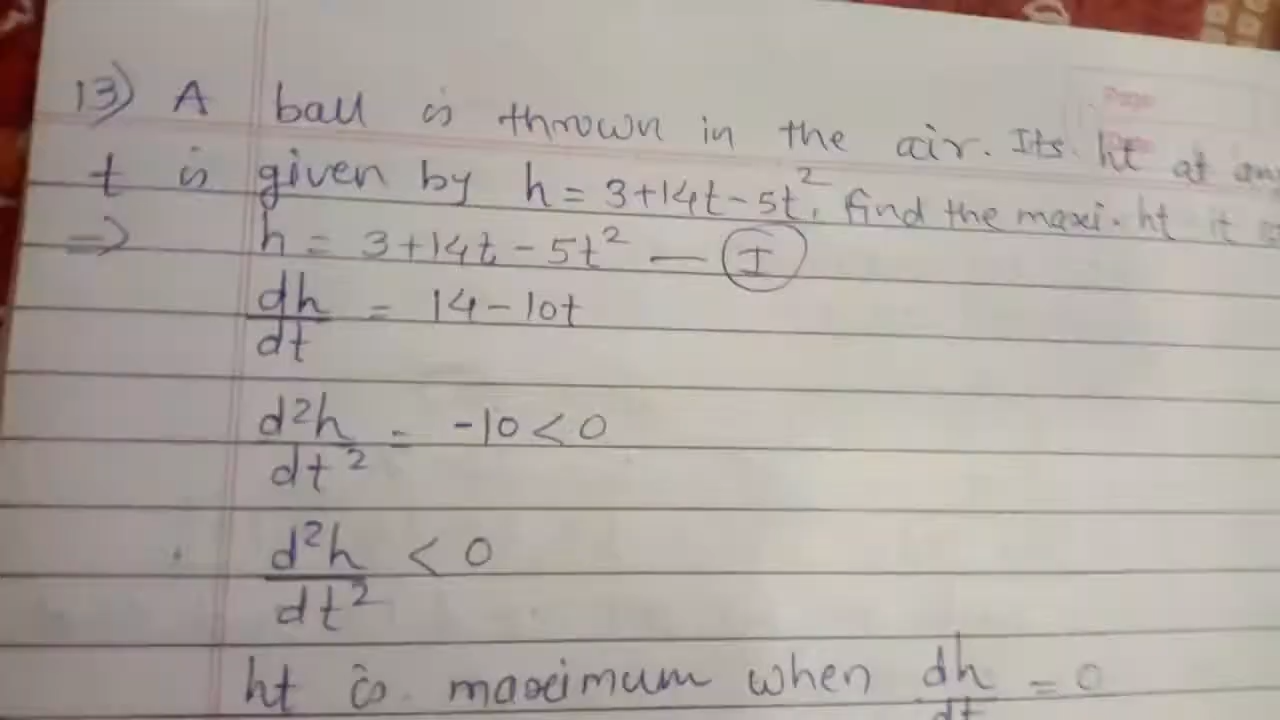 Page
13) A ball is thrown in the air. Its ht at any
t is given by h = 3+14t-5t², find the maxi. ht it
⇒ h = 3+14t-5t² — I
dh/dt = 14-10t
d²h/dt² = -10<0
d²h/dt² < 0
ht is maximum when dh/dt = 0